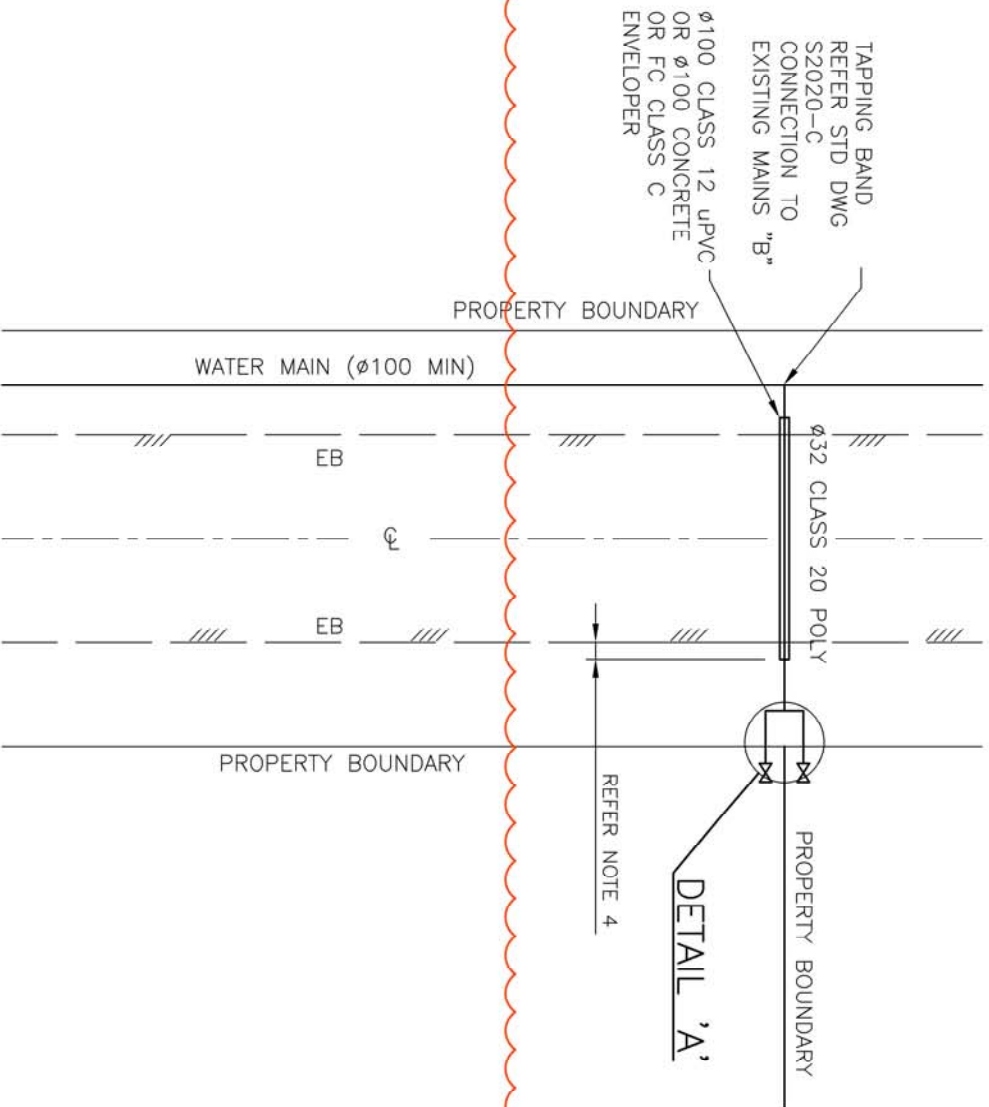 TAPPING BAND
REFER STD DWG
S2020-C
CONNECTION TO
EXISTING MAINS "B"
Ø100 CLASS 12 uPVC
OR Ø100 CONCRETE
OR FC CLASS C
ENVELOPER
PROPERTY BOUNDARY
WATER MAIN (Ø100 MIN)
EB
Ø32 CLASS 20 POLY
℄
EB
PROPERTY BOUNDARY
REFER NOTE 4
DETAIL 'A'
PROPERTY BOUNDARY